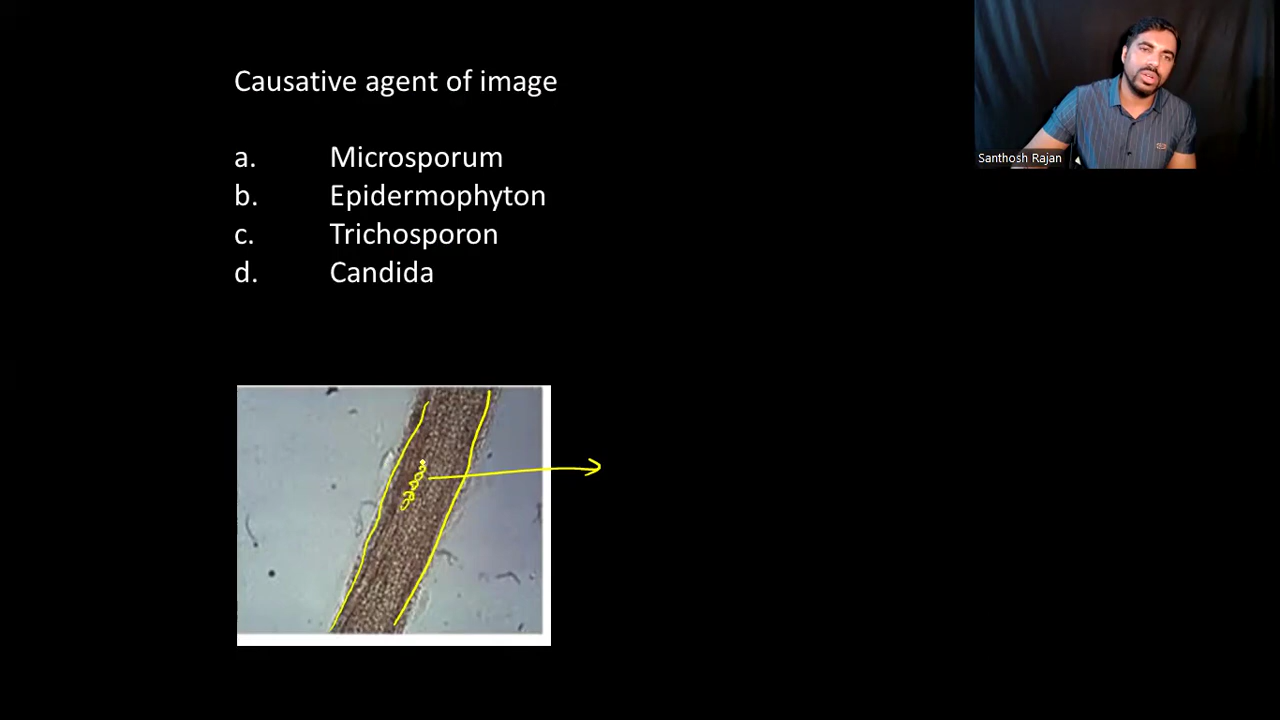 Causative agent of image
a. Microsporum
b. Epidermophyton
c. Trichosporon
d. Candida
Santhosh Rajan